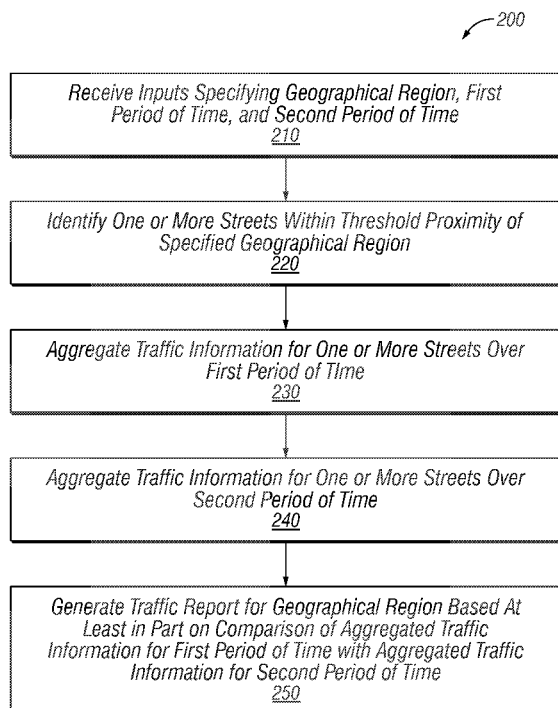 200
Receive Inputs Specifying Geographical Region, First
Period of Time, and Second Period of Time
210
Identify One or More Streets Within Threshold Proximity of
Specified Geographical Region
220
Aggregate Traffic Information for One or More Streets Over
First Period of Time
230
Aggregate Traffic Information for One or More Streets Over
Second Period of Time
240
Generate Traffic Report for Geographical Region Based At
Least in Part on Comparison of Aggregated Traffic
Information for First Period of Time with Aggregated Traffic
Information for Second Period of Time
250